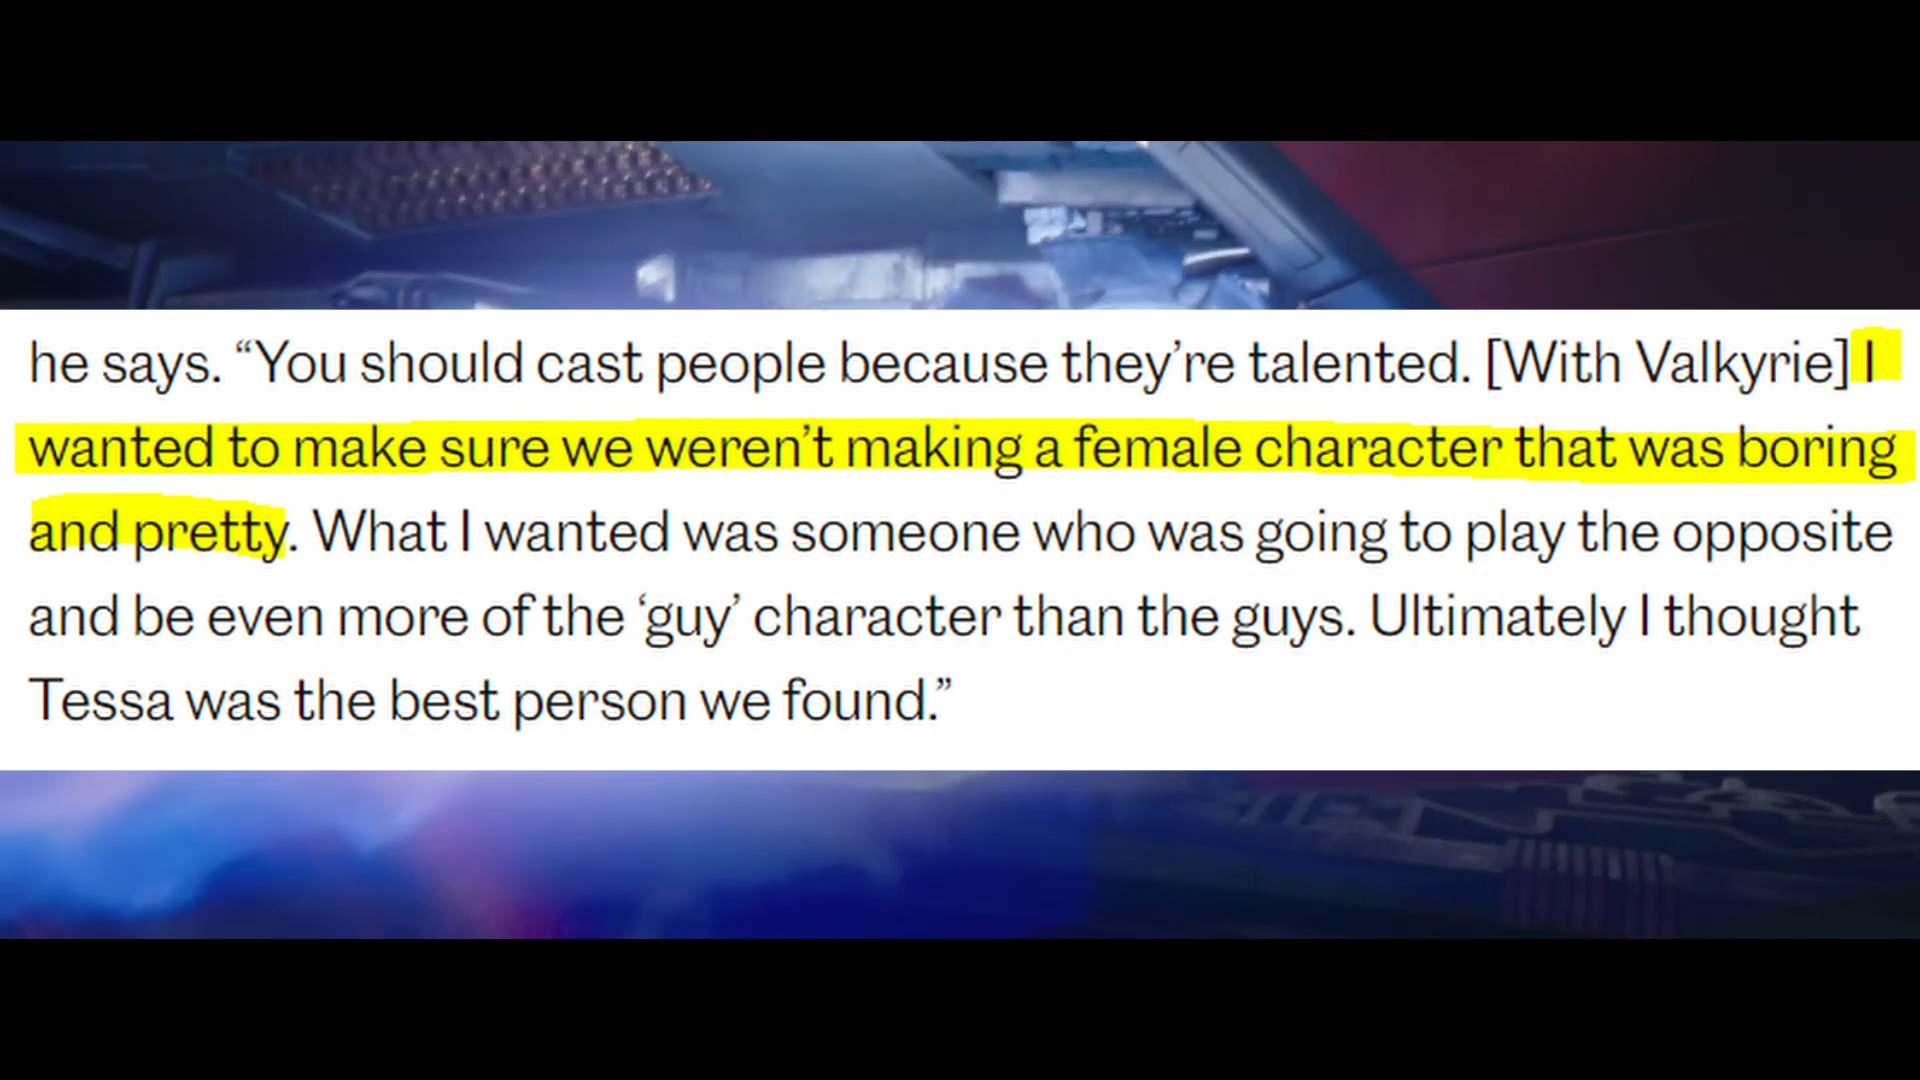 he says. “You should cast people because they’re talented. [With Valkyrie] I
wanted to make sure we weren’t making a female character that was boring
and pretty. What I wanted was someone who was going to play the opposite
and be even more of the ‘guy’ character than the guys. Ultimately I thought
Tessa was the best person we found.”